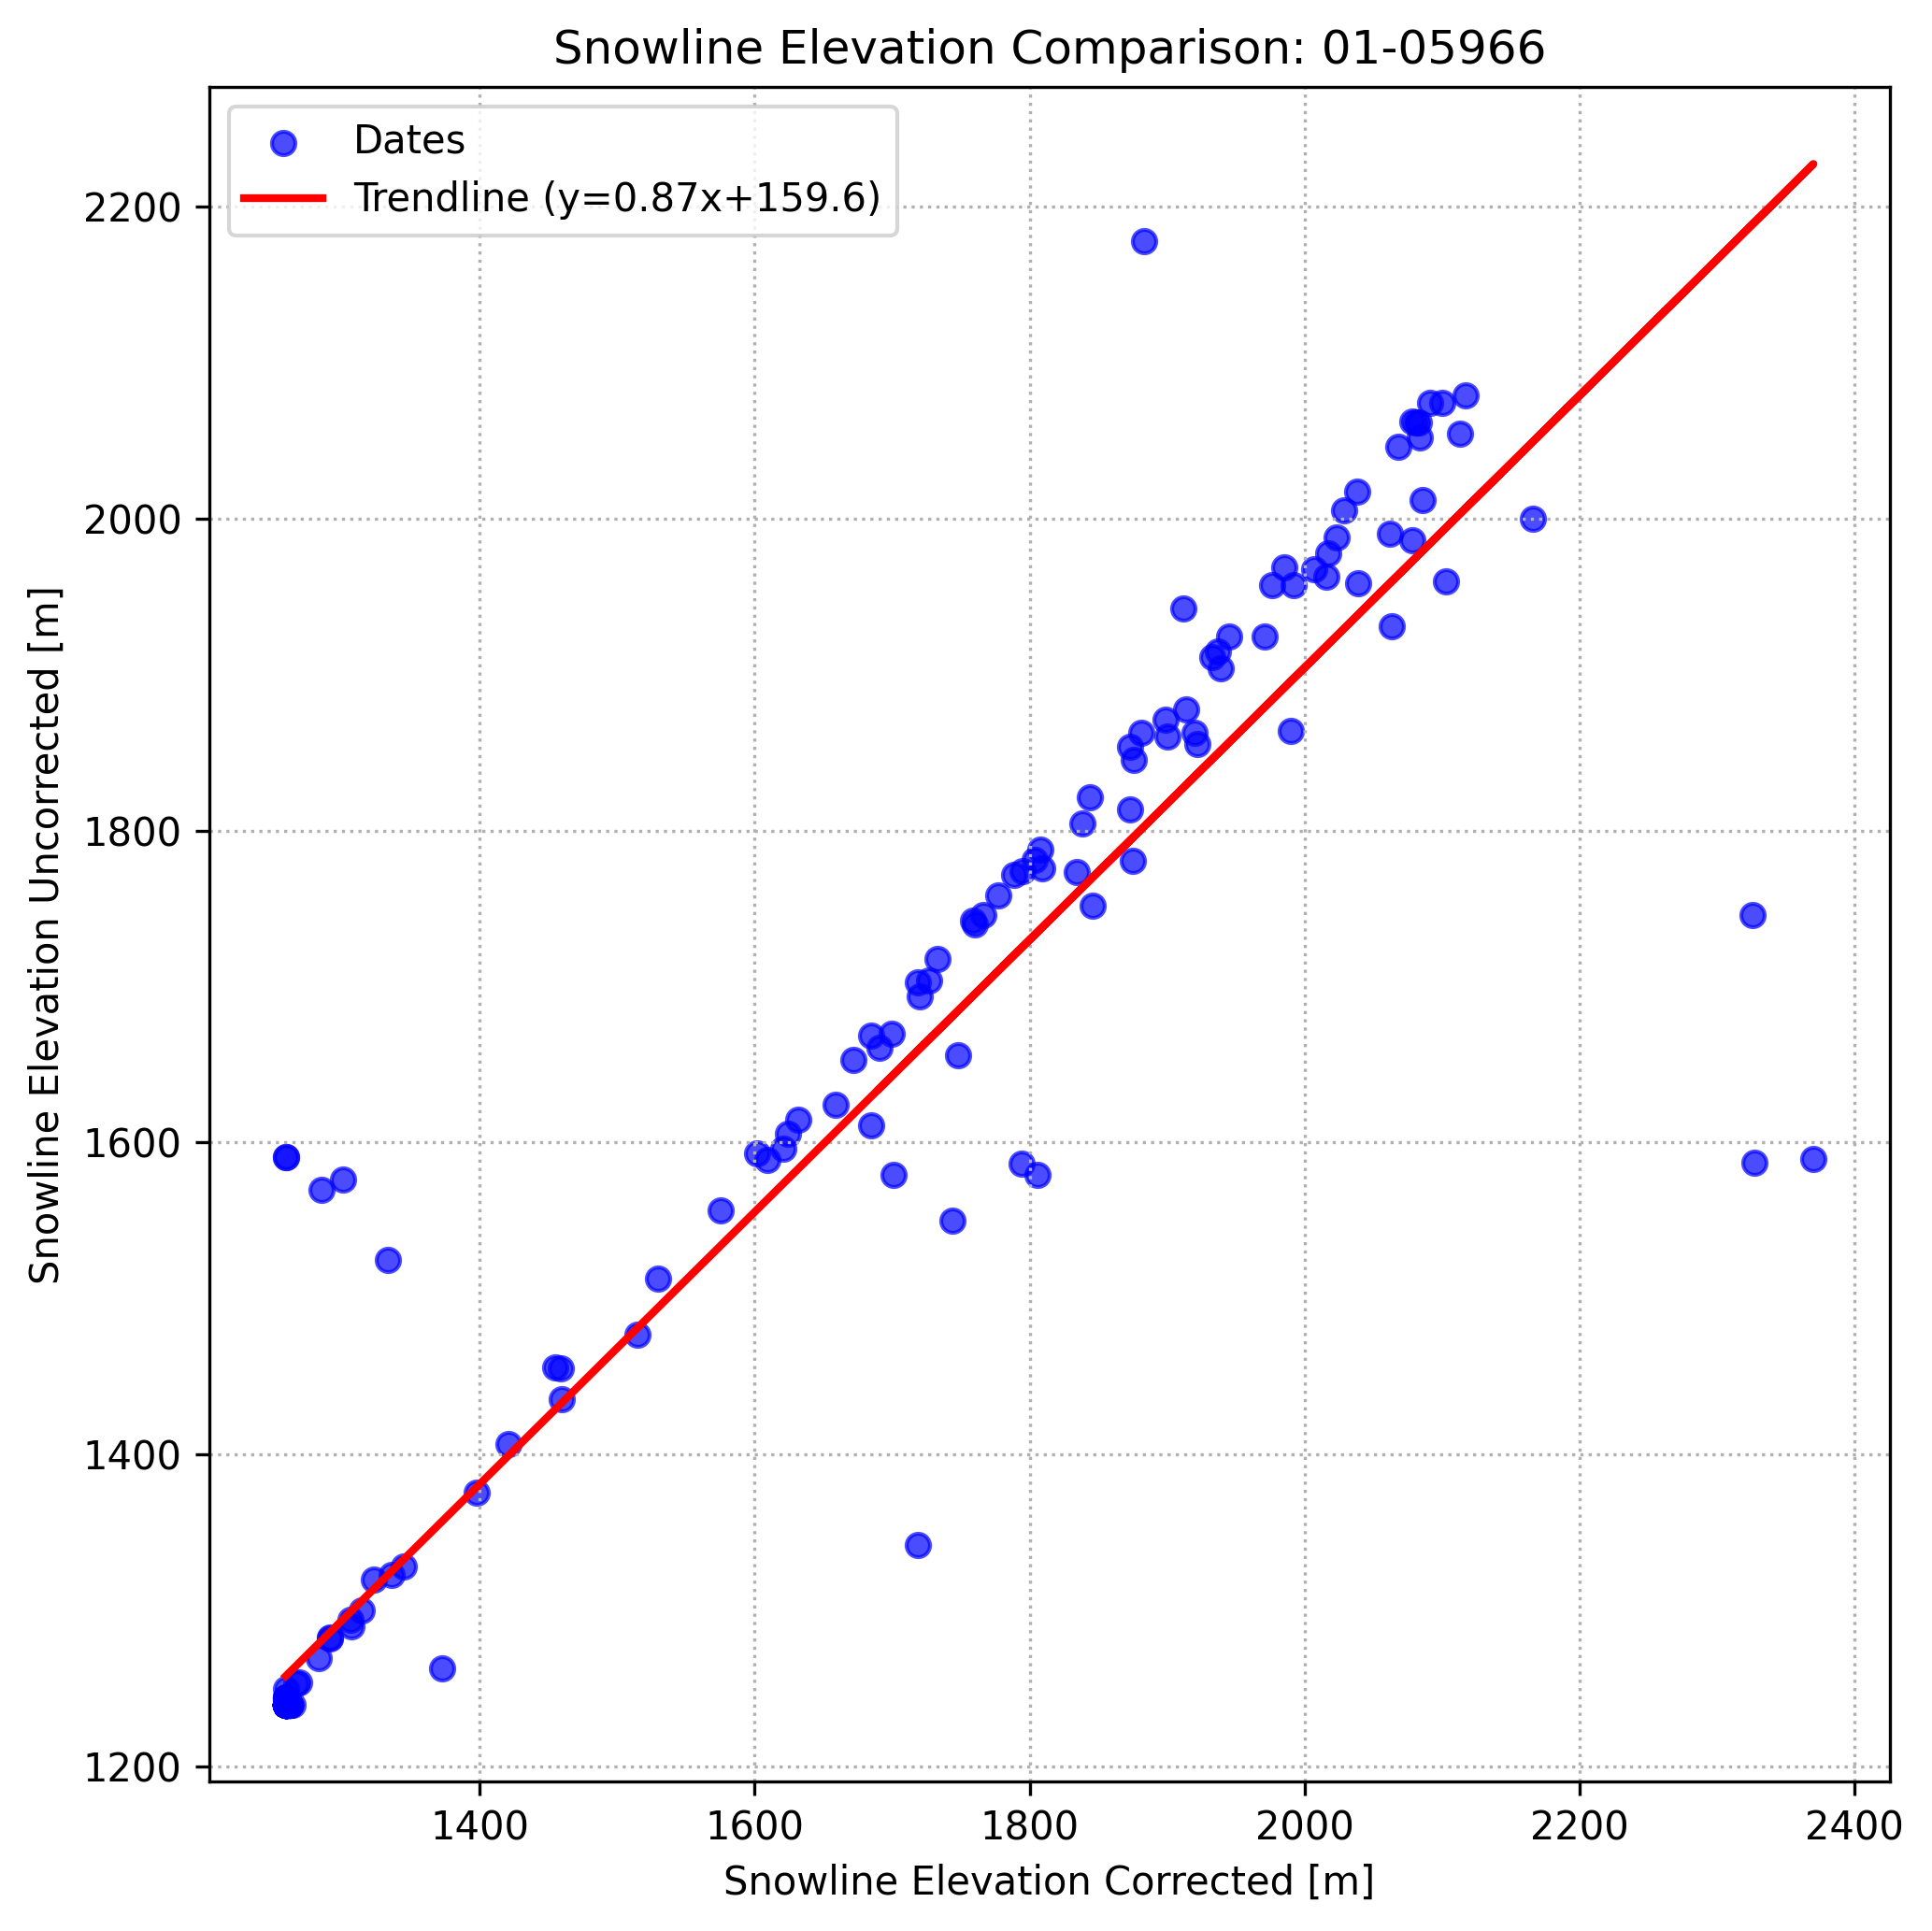 Snowline Elevation Comparison: 01-05966
Dates
Trendline (y=0.87x+159.6)
Snowline Elevation Uncorrected [m]
2200
2000
1800
1600
1400
1200
1400
1600
1800
2000
2200
2400
Snowline Elevation Corrected [m]